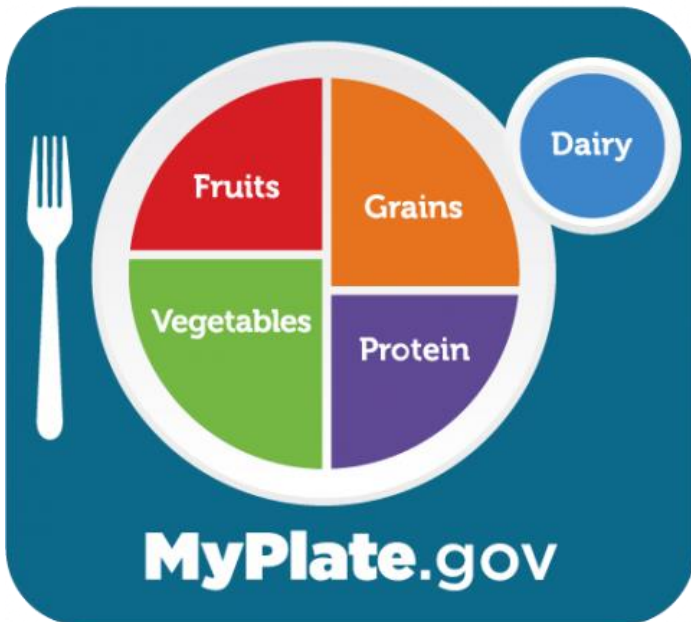 Dairy
Fruits
Grains
Vegetables
Protein
MyPlate.gov